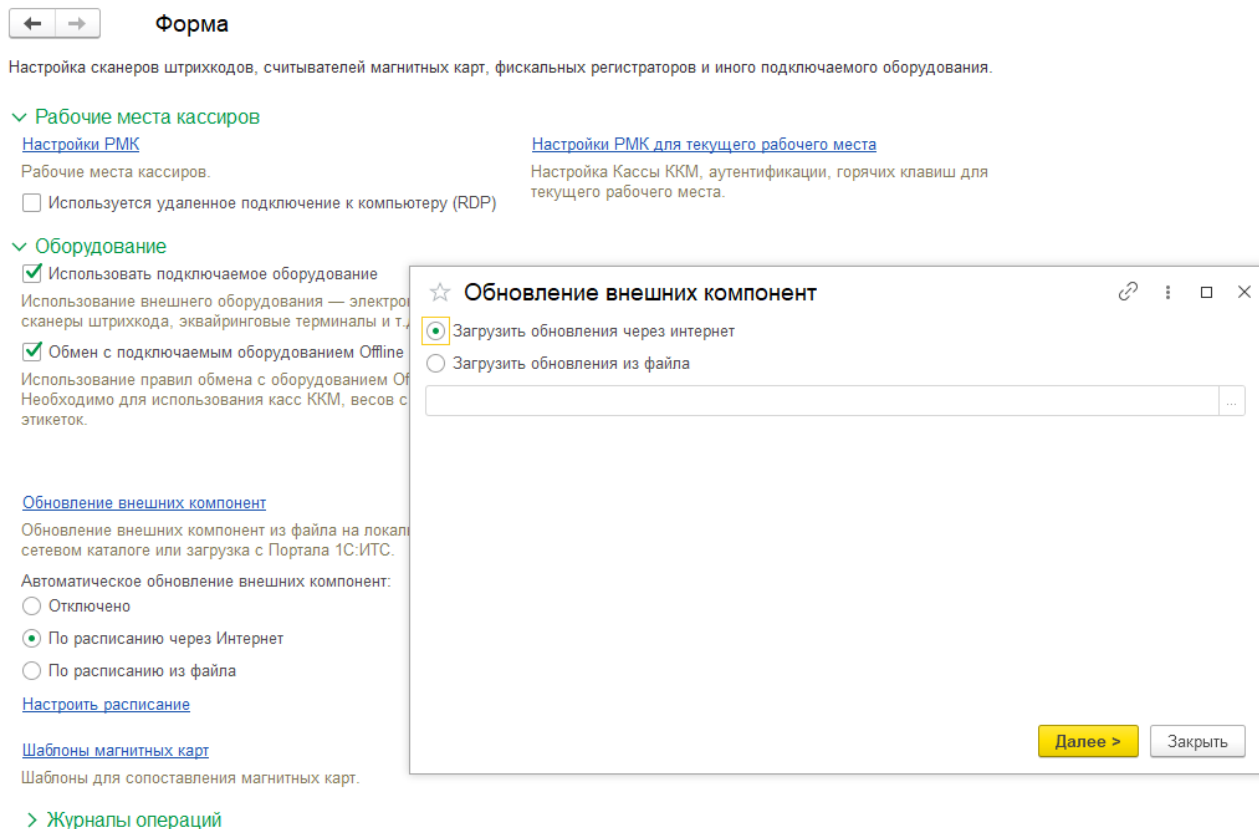 Форма
Настройка сканеров штрихкодов, считывателей магнитных карт, фискальных регистраторов и иного подключаемого оборудования.
Рабочие места кассиров
Настройки РМК
Рабочие места кассиров.
Используется удаленное подключение к компьютеру (RDP)
Настройки РМК для текущего рабочего места
Настройка Кассы ККМ, аутентификации, горячих клавиш для
текущего рабочего места.
Оборудование
Использовать подключаемое оборудование
Использование внешнего оборудования —
сканеры штрихкода, эквайринговые терминалы и т.
Обмен с подключаемым оборудованием Offline
Использование правил обмена с оборудованием
Необходимо для использования касс ККМ, весов с
этикеток.
Обновление внешних компонент
Обновление внешних компонент из файла на
сетевом каталоге или загрузка с Портала 1С:ИТС.
Автоматическое обновление внешних компонент:
Отключено
По расписанию через Интернет
По расписанию из файла
Настроить расписание
Шаблоны магнитных карт
Шаблоны для сопоставления магнитных карт.
Журналы операций
Обновление внешних компонент
Загрузить обновления через интернет
Загрузить обновления из файла
...
Далее >
Закрыть